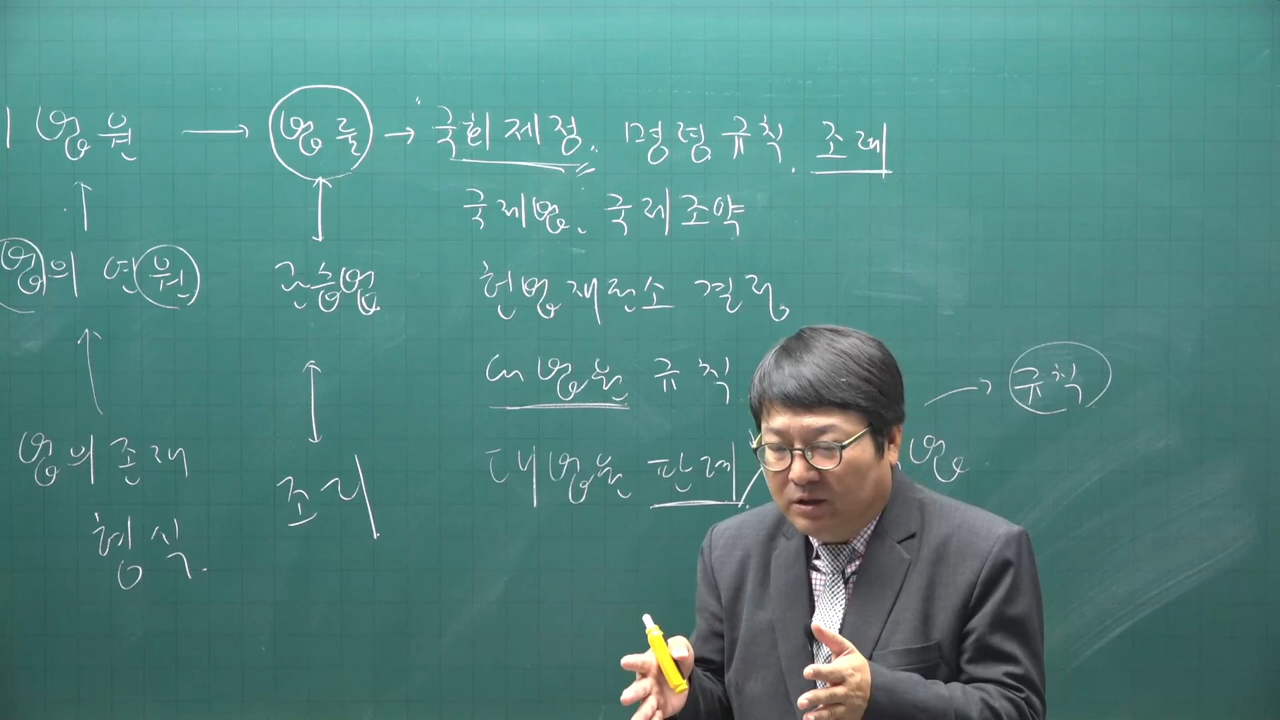 법원 → 법률 → 국회제정. 명령 규칙. 조례
국제법. 국제조약
법의 연원 관습법 헌법재판소 결정
대법원 규칙 → 규칙
법의 존재 조리 대법원 판례 법
형식.